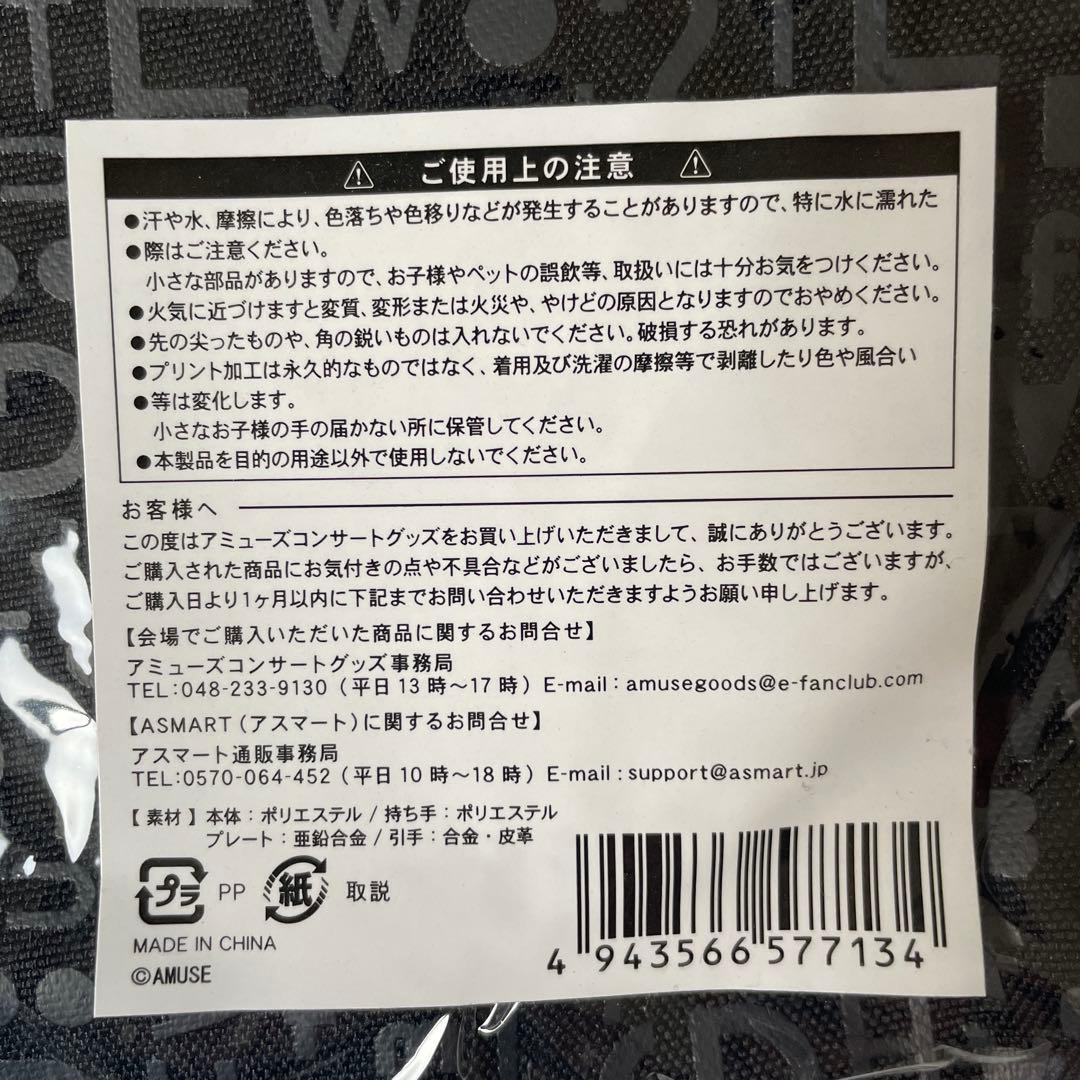 ⚠ ご使用上の注意 ⚠
●汗や水、摩擦により、色落ちや色移りなどが発生することがありますので、特に水に濡れた
●際はご注意ください。
小さな部品がありますので、お子様やペットの誤飲等、取扱いには十分お気をつけください。
●火気に近づけますと変質、変形または火災や、やけどの原因となりますのでおやめください。
●先の尖ったものや、角の鋭いものは入れないでください。破損する恐れがあります。
●プリント加工は永久的なものではなく、着用及び洗濯の摩擦等で剥離したり色や風合い
●等は変化します。
小さなお子様の手の届かない所に保管してください。
●本製品を目的の用途以外で使用しないでください。
お客様へ
この度はアミューズコンサートグッズをお買い上げいただきまして、誠にありがとうございます。
ご購入された商品にお気付きの点や不具合などがございましたら、お手数ではございますが、
ご購入日より1ヶ月以内に下記までお問い合わせいただきますようお願い申し上げます。
【会場でご購入いただいた商品に関するお問合せ】
アミューズコンサートグッズ事務局
TEL:048-233-9130（平日13時〜17時）E-mail：amusegoods@e-fanclub.com
【ASMART（アスマート）に関するお問合せ】
アスマート通販事務局
TEL:0570-064-452（平日10時〜18時）E-mail：support@asmart.jp
【素材】本体：ポリエステル / 持ち手：ポリエステル
プレート：亜鉛合金 / 引手：合金・皮革
プラ PP 紙 取説
MADE IN CHINA
©AMUSE
4 943566 577134